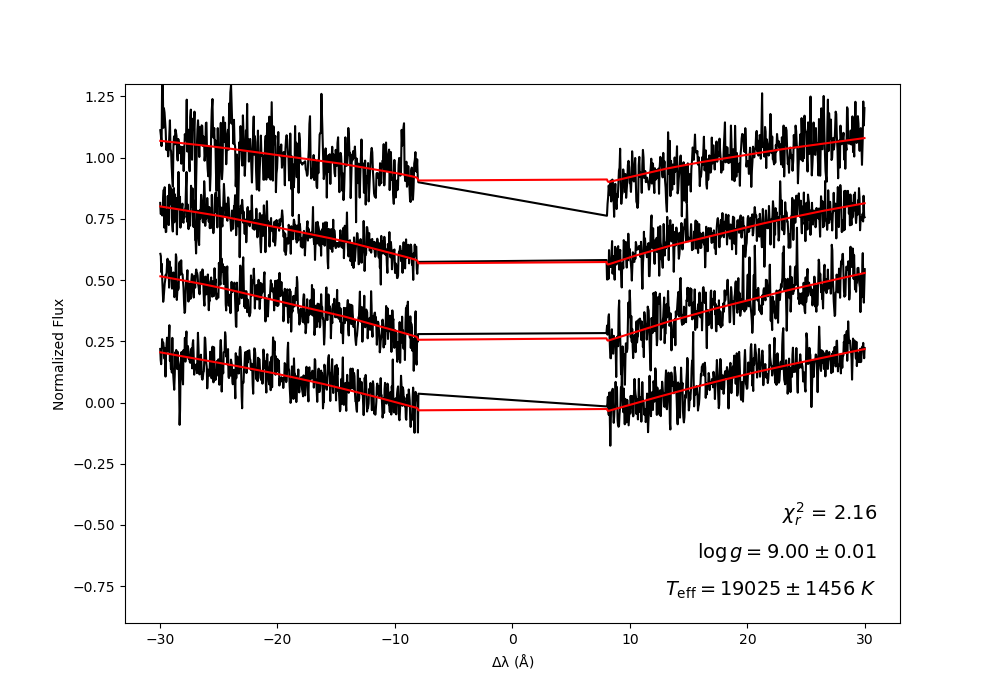 1.25
1.00
0.75
0.50
0.25
0.00
−0.25
−0.50
−0.75
Normalized Flux
χ²ᵣ = 2.16
log g = 9.00 ± 0.01
T_eff = 19025 ± 1456 K
−30 −20 −10 0 10 20 30
Δλ (Å)